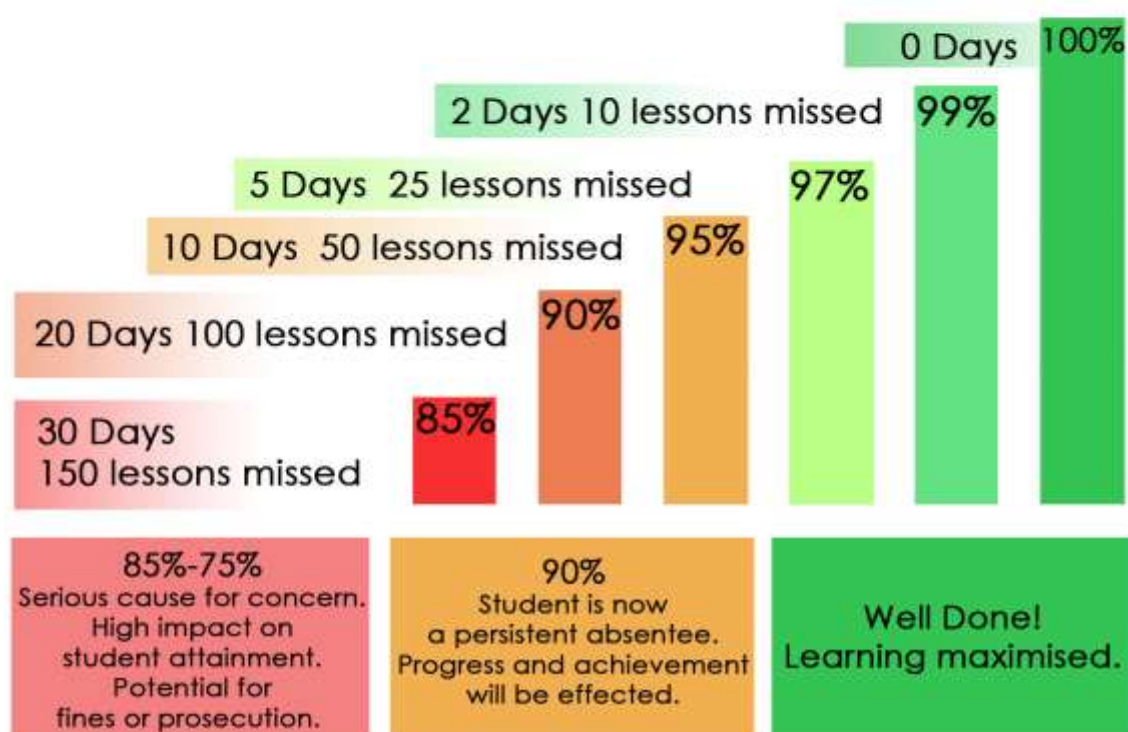 0 Days 100%
2 Days 10 lessons missed 99%
5 Days 25 lessons missed 97%
10 Days 50 lessons missed 95%
20 Days 100 lessons missed 90%
30 Days
150 lessons missed
85%
85%-75%
Serious cause for concern.
High impact on
student attainment.
Potential for
fines or prosecution.
90%
Student is now
a persistent absentee.
Progress and achievement
will be effected.
Well Done!
Learning maximised.